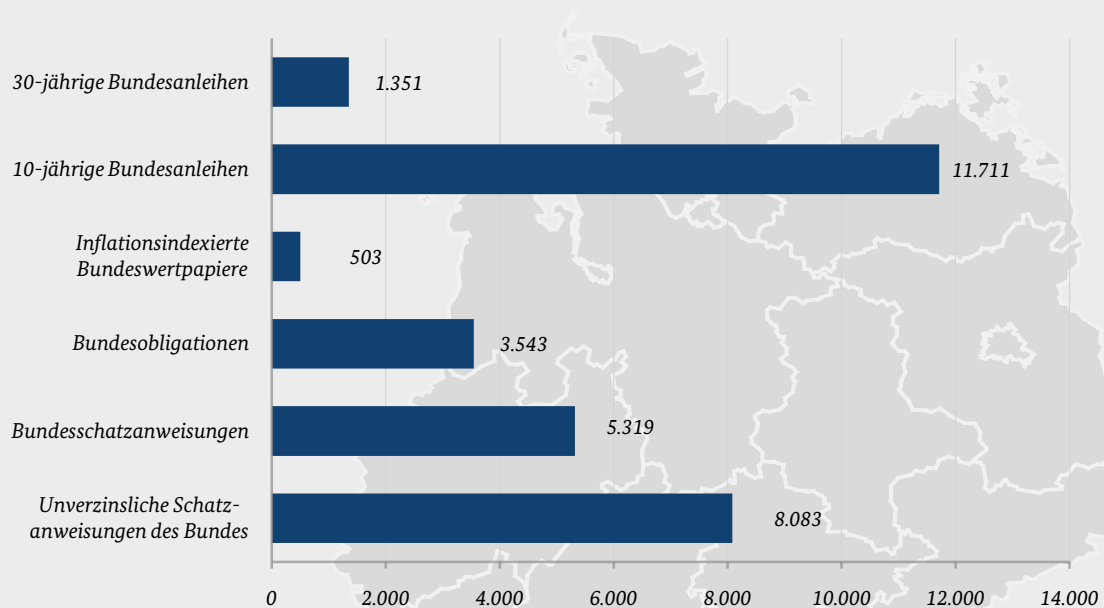 30-jährige Bundesanleihen
1.351
10-jährige Bundesanleihen
11.711
Inflationsindexierte
Bundeswertpapiere
503
Bundesobligationen
3.543
Bundesschatzanweisungen
5.319
Unverzinsliche Schatz-
anweisungen des Bundes
8.083
0 2.000 4.000 6.000 8.000 10.000 12.000 14.000